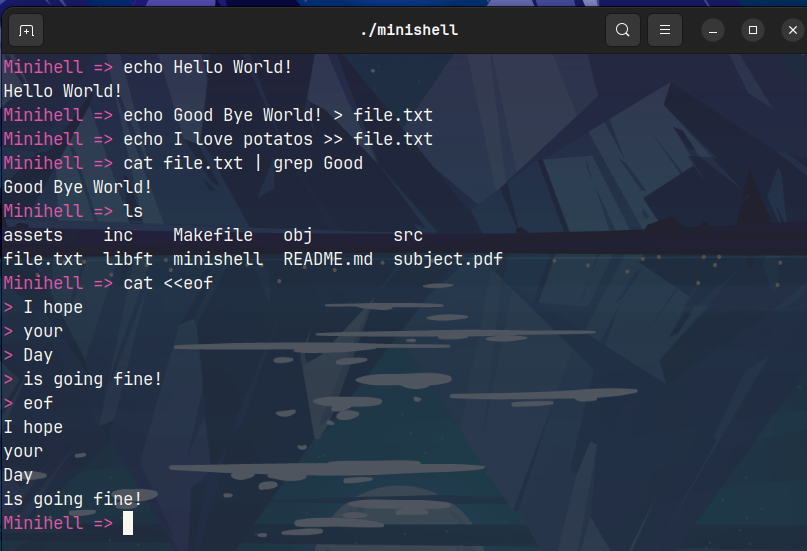 ./minishell
Minihell => echo Hello World!
Hello World!
Minihell => echo Good Bye World! > file.txt
Minihell => echo I love potatos >> file.txt
Minihell => cat file.txt | grep Good
Good Bye World!
Minihell => ls
assets inc Makefile obj src
file.txt libft minishell README.md subject.pdf
Minihell => cat <<eof
> I hope
> your
> Day
> is going fine!
> eof
I hope
your
Day
is going fine!
Minihell =>